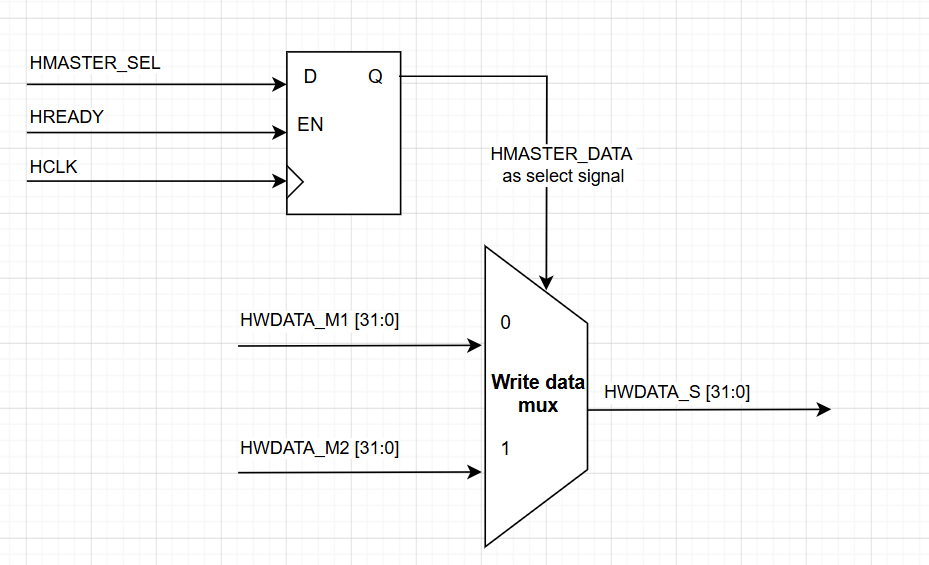 HMASTER_SEL
D
Q
HREADY
EN
HCLK
HMASTER_DATA
as select signal
HWDATA_M1 [31:0]
0
Write data
mux
HWDATA_S [31:0]
HWDATA_M2 [31:0]
1